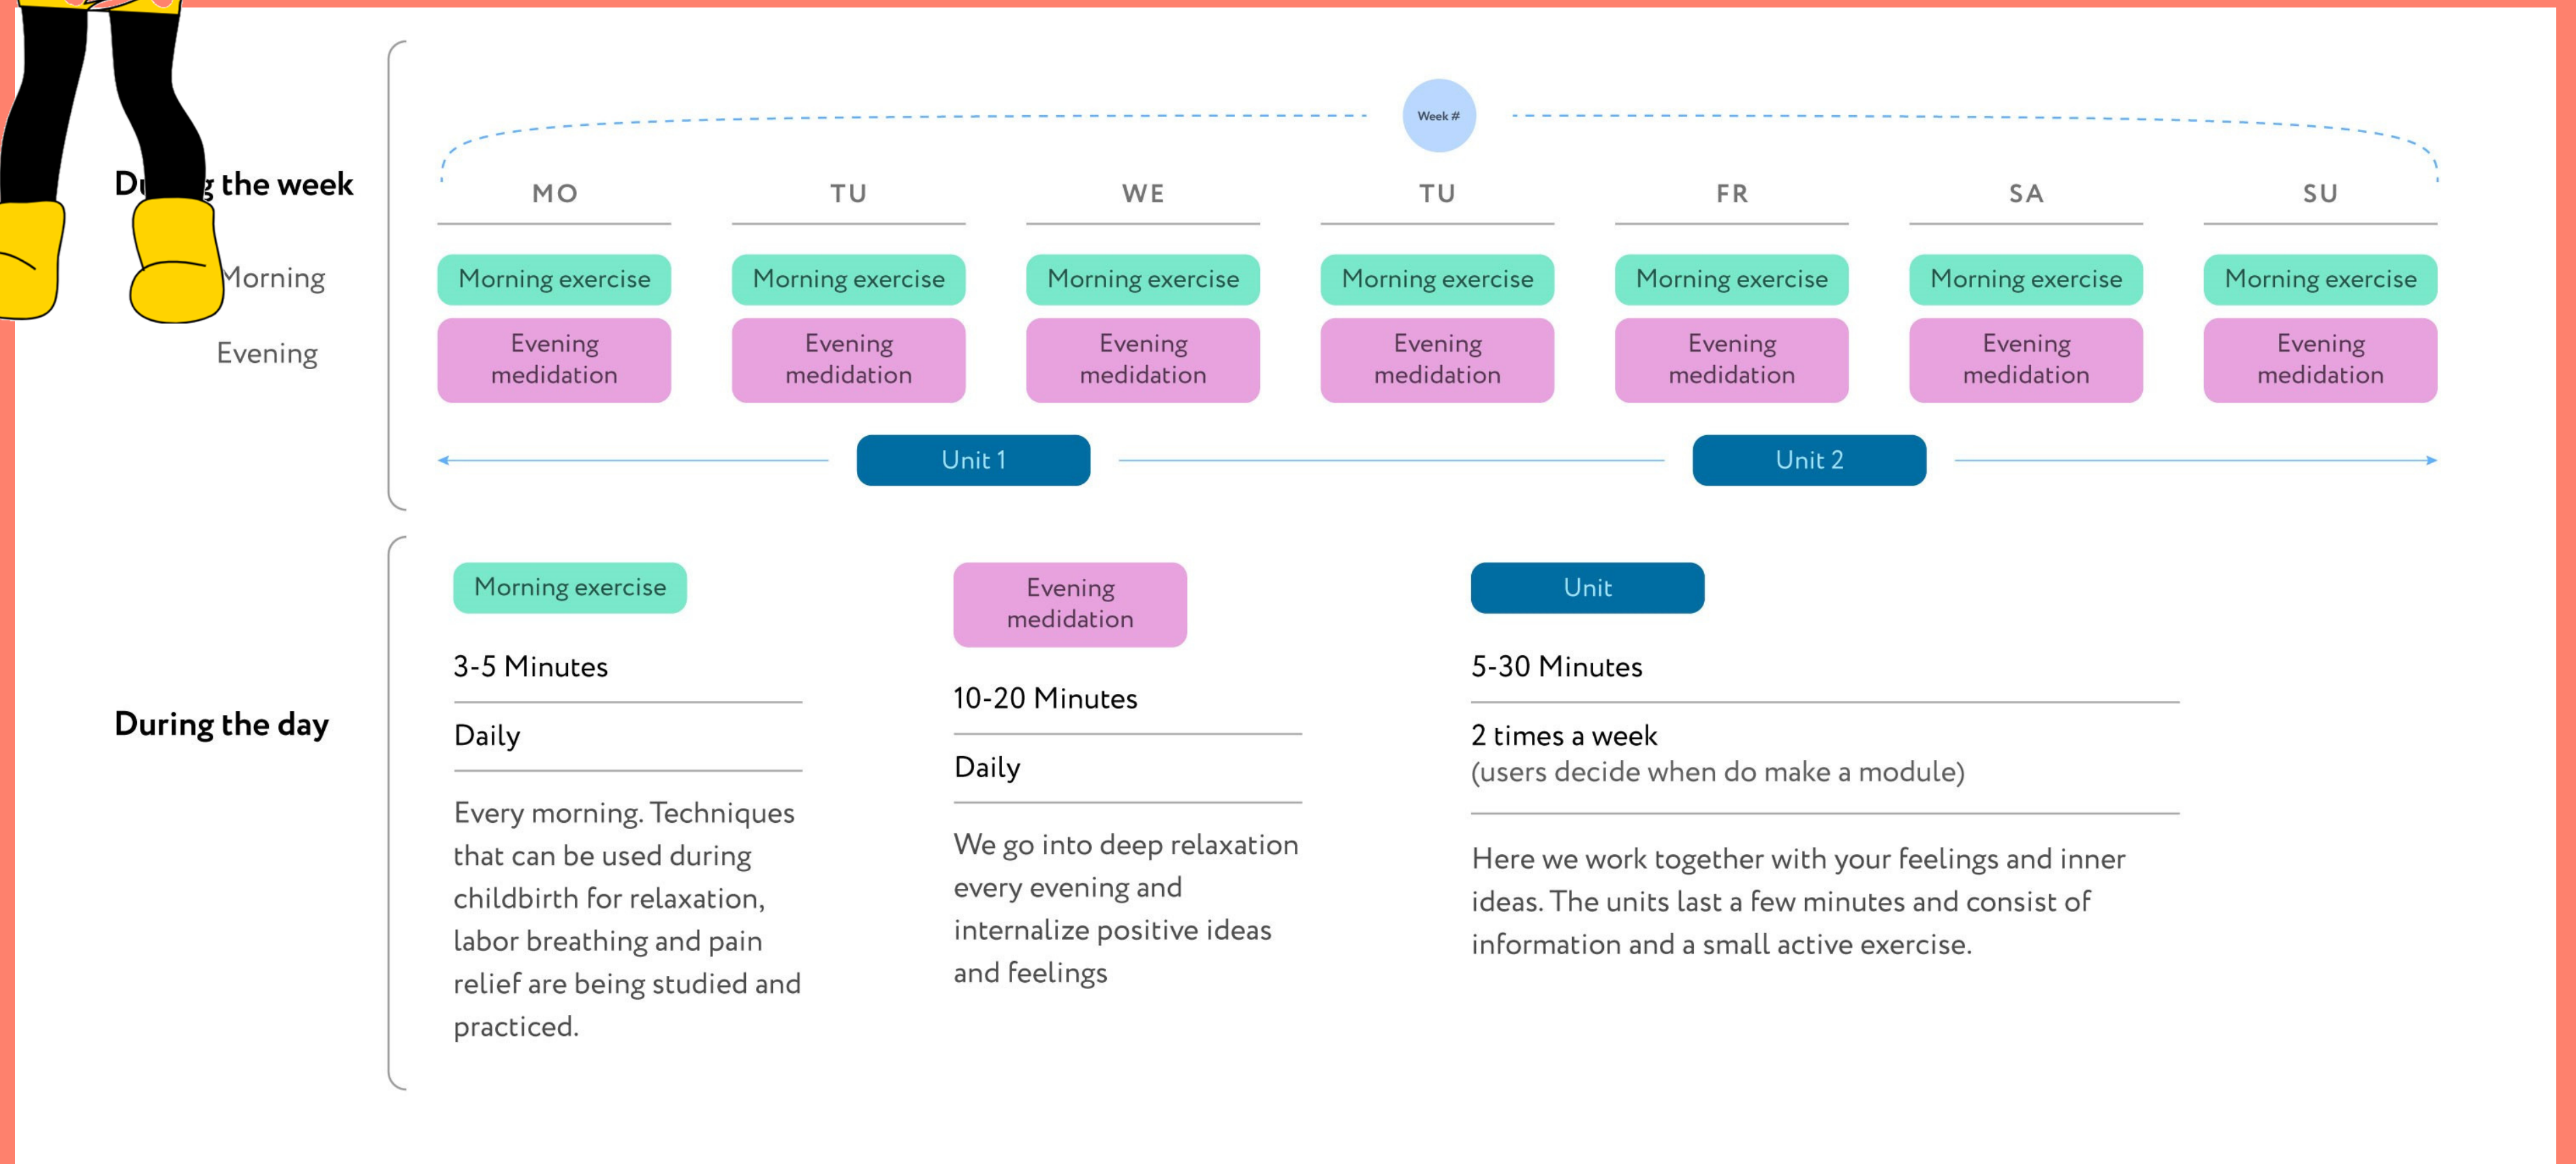 Week #
During the week
MO TU WE TU FR SA SU
Morning
Morning exercise Morning exercise Morning exercise Morning exercise Morning exercise Morning exercise Morning exercise
Evening
Evening Evening Evening Evening Evening Evening Evening
medidation medidation medidation medidation medidation medidation medidation
Unit 1 Unit 2
During the day
Morning exercise
3-5 Minutes
Daily
Every morning. Techniques
that can be used during
childbirth for relaxation,
labor breathing and pain
relief are being studied and
practiced.
Evening
medidation
10-20 Minutes
Daily
We go into deep relaxation
every evening and
internalize positive ideas
and feelings
Unit
5-30 Minutes
2 times a week
(users decide when do make a module)
Here we work together with your feelings and inner
ideas. The units last a few minutes and consist of
information and a small active exercise.